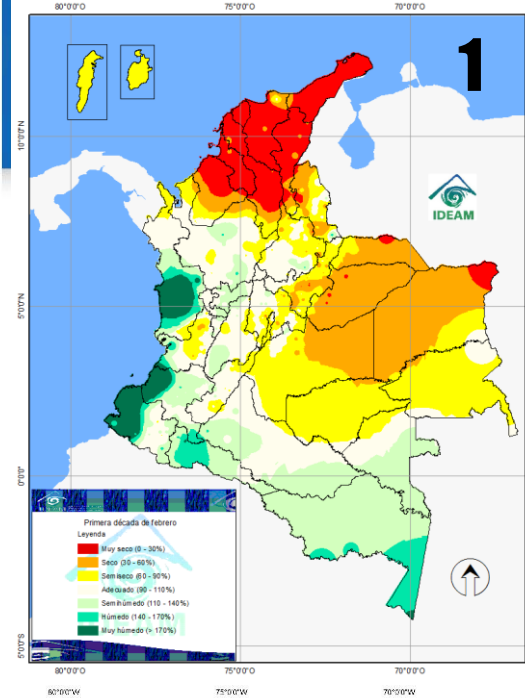 80°0'0"O 75°0'0"O 70°0'0"O
1
10°0'0"N
IDEAM
5°0'0"N
0°0'0"
Primera década de febrero
Leyenda
Muy seco (0 - 30%)
Seco (30 - 60%)
Semiseco (60 - 90%)
Adecuado (90 - 110%)
Semihúmedo (110 - 140%)
Húmedo (140 - 170%)
Muy húmedo (> 170%)
5°0'0"S
80°0'0"O 75°0'0"O 70°0'0"O
80°0'0"W 75°0'0"W 70°0'0"W